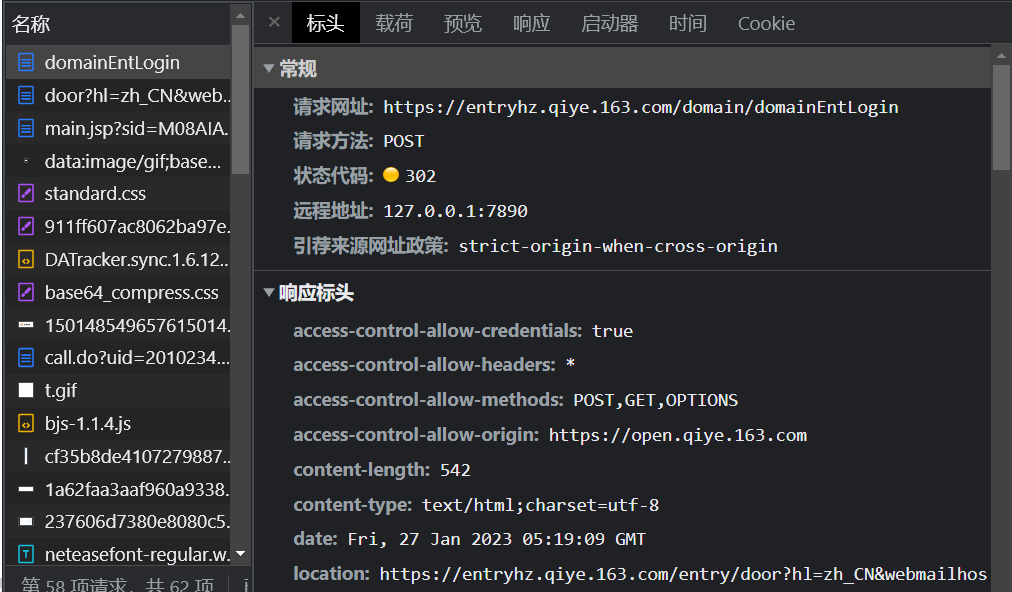 名称
domainEntLogin
door?hl=zh_CN&web...
main.jsp?sid=M08AIA.
data:image/gif;base...
standard.css
911ff607ac8062ba97e.
DATracker.sync.1.6.12...
base64_compress.css
150148549657615014.
call.do?uid=2010234...
t.gif
bjs-1.1.4.js
cf35b8de4107279887..
1a62faa3aaf960a9338.
237606d7380e8080c5.
neteasefont-regular.w.
第 58 项请求，共 62 项
标头 载荷 预览 响应 启动器 时间 Cookie
常规
请求网址: https://entryhz.qiye.163.com/domain/domainEntLogin
请求方法: POST
状态代码: 302
远程地址: 127.0.0.1:7890
引荐来源网址政策: strict-origin-when-cross-origin
响应标头
access-control-allow-credentials: true
access-control-allow-headers: *
access-control-allow-methods: POST,GET,OPTIONS
access-control-allow-origin: https://open.qiye.163.com
content-length: 542
content-type: text/html;charset=utf-8
date: Fri, 27 Jan 2023 05:19:09 GMT
location: https://entryhz.qiye.163.com/entry/door?hl=zh_CN&webmailhos